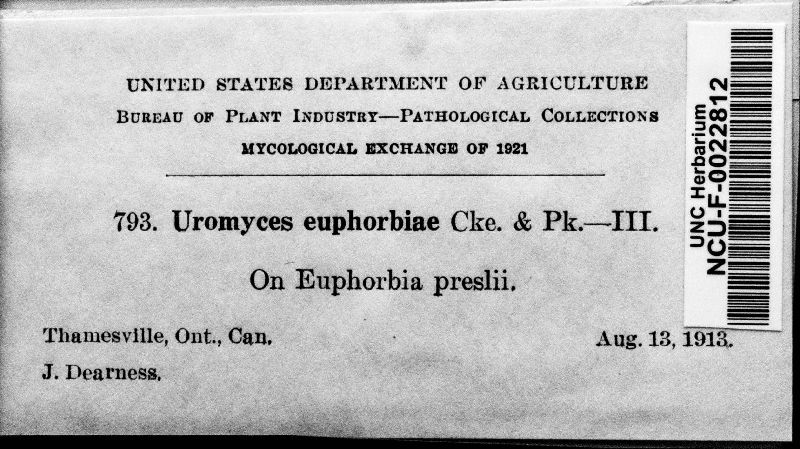 UNITED STATES DEPARTMENT OF AGRICULTURE
BUREAU OF PLANT INDUSTRY—PATHOLOGICAL COLLECTIONS
MYCOLOGICAL EXCHANGE OF 1921
793. Uromyces euphorbiae Cke. & Pk.—III.
On Euphorbia preslii.
Thamesville, Ont., Can. Aug. 13, 1913.
J. Dearness.
UNC Herbarium
NCU-F-0022812